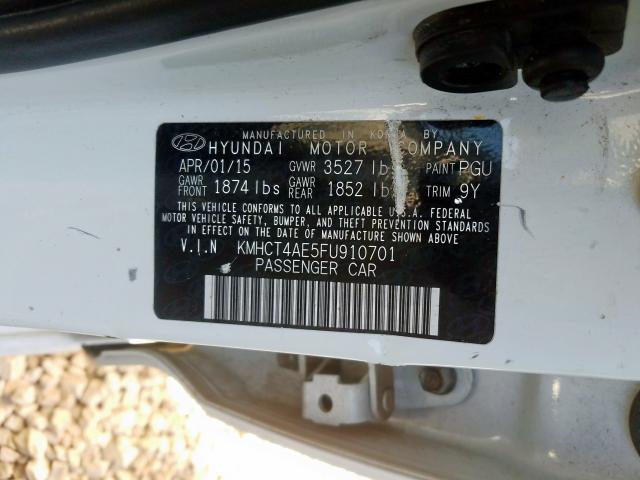 MANUFACTURED IN KOREA BY
HYUNDAI MOTOR COMPANY
APR/01/15 GVWR 3527 lb PAINT PGU
GAWR FRONT 1874 lbs GAWR REAR 1852 lb TRIM 9Y
THIS VEHICLE CONFORMS TO ALL APPLICABLE U.S.A. FEDERAL
MOTOR VEHICLE SAFETY, BUMPER, AND THEFT PREVENTION STANDARDS
IN EFFECT ON THE DATE OF MANUFACTURE SHOWN ABOVE
V.I.N KMHCT4AE5FU910701
PASSENGER CAR